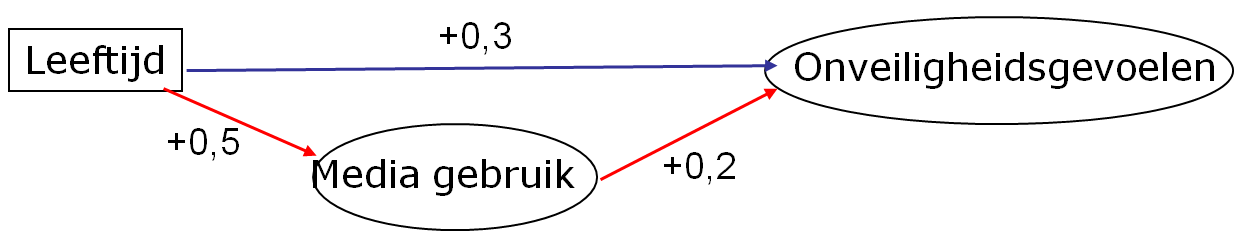 +0,3
Leeftijd
Onveiligheidsgevoelen
+0,5
Media gebruik
+0,2